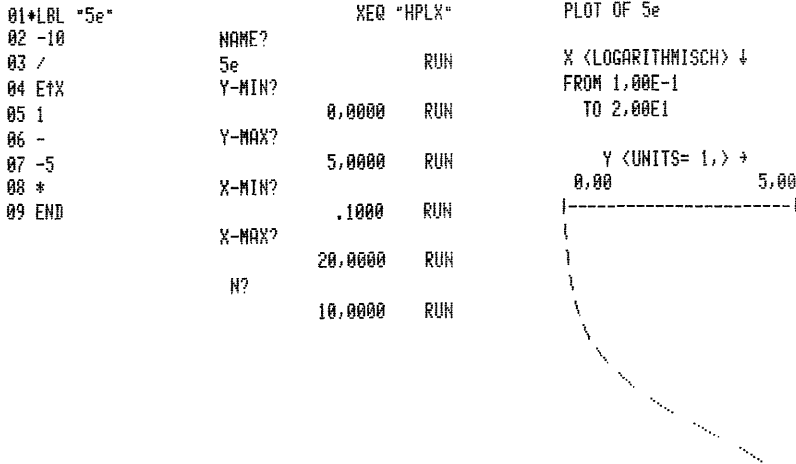 01*LBL "5e"
02 -10
03 /
04 E↑X
05 1
06 -
07 -5
08 *
09 END
XEQ "HPLX"
NAME?
5e RUN
Y-MIN?
0,0000 RUN
Y-MAX?
5,0000 RUN
X-MIN?
,1000 RUN
X-MAX?
20,0000 RUN
N?
10,0000 RUN
PLOT OF 5e
X <LOGARITHMISCH> ↓
FROM 1,00E-1
TO 2,00E1
Y <UNITS= 1,> →
0,00 5,00